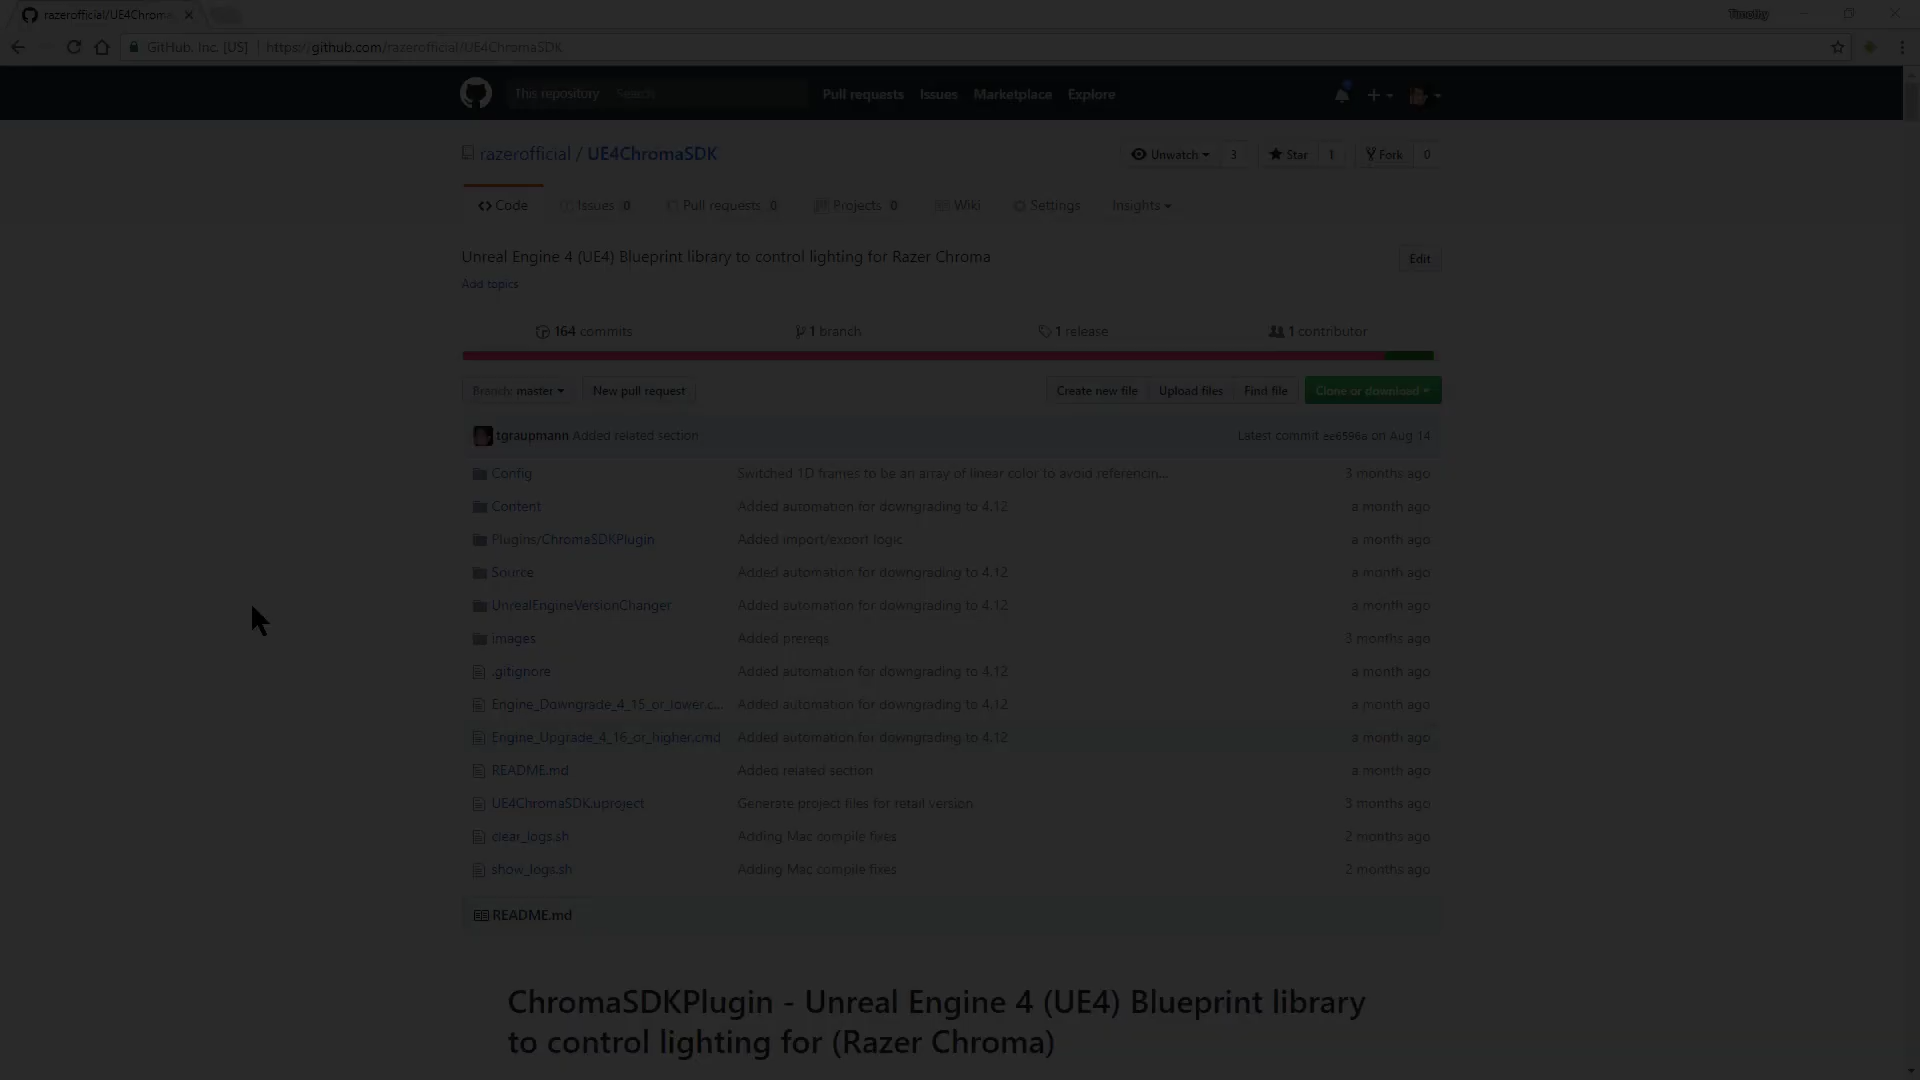 razerofficial/UE4Chroma
Timothy
GitHub, Inc. [US] | https://github.com/razerofficial/UE4ChromaSDK
This repository Search Pull requests Issues Marketplace Explore
razerofficial / UE4ChromaSDK Unwatch 3 Star 1 Fork 0
Code Issues 0 Pull requests 0 Projects 0 Wiki Settings Insights
Unreal Engine 4 (UE4) Blueprint library to control lighting for Razer Chroma Edit
Add topics
164 commits 1 branch 1 release 1 contributor
Branch: master New pull request Create new file Upload files Find file Clone or download
tgraupmann Added related section Latest commit ee6596a on Aug 14
Config Switched 1D frames to be an array of linear color to avoid referencin... 3 months ago
Content Added automation for downgrading to 4.12 a month ago
Plugins/ChromaSDKPlugin Added import/export logic a month ago
Source Added automation for downgrading to 4.12 a month ago
UnrealEngineVersionChanger Added automation for downgrading to 4.12 a month ago
images Added prereqs 3 months ago
.gitignore Added automation for downgrading to 4.12 a month ago
Engine_Downgrade_4_15_or_lower.c... Added automation for downgrading to 4.12 a month ago
Engine_Upgrade_4_16_or_higher.cmd Added automation for downgrading to 4.12 a month ago
README.md Added related section a month ago
UE4ChromaSDK.uproject Generate project files for retail version 3 months ago
clear_logs.sh Adding Mac compile fixes 2 months ago
show_logs.sh Adding Mac compile fixes 2 months ago
README.md
ChromaSDKPlugin - Unreal Engine 4 (UE4) Blueprint library
to control lighting for (Razer Chroma)